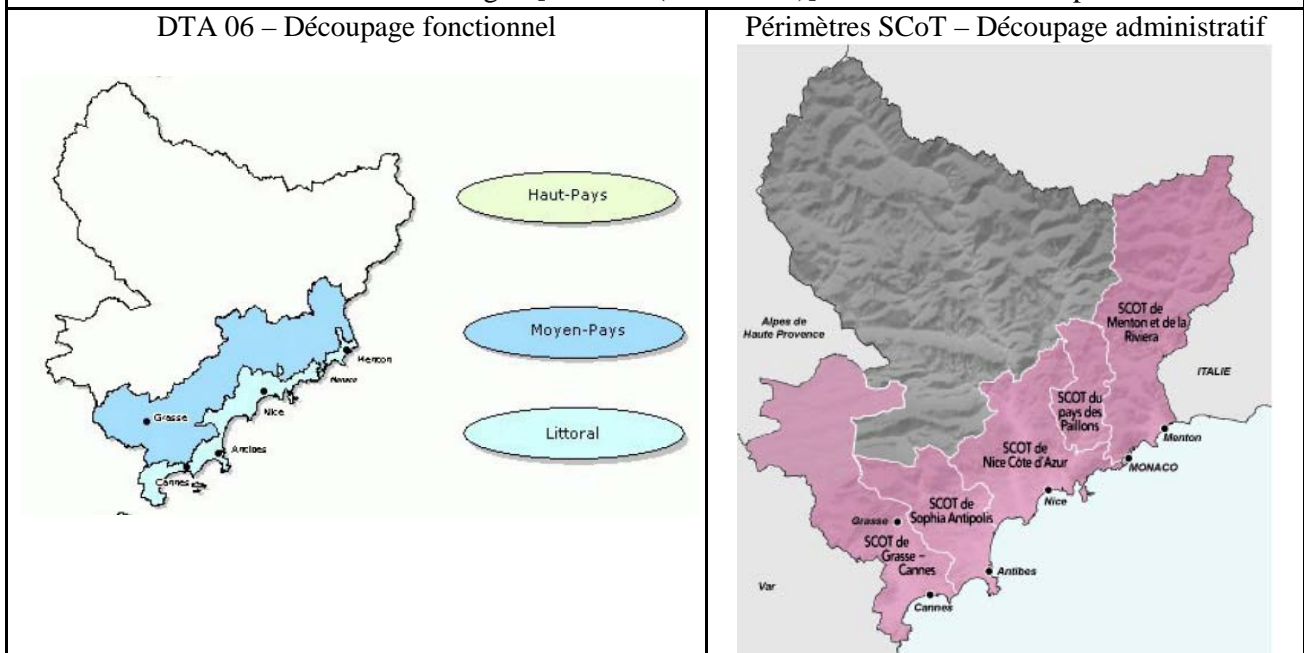 DTA 06 – Découpage fonctionnel
Haut-Pays
Moyen-Pays
Littoral
Menton
Monaco
Nice
Grasse
Antibes
Cannes
Périmètres SCoT – Découpage administratif
Alpes de
Haute Provence
SCOT de
Menton et de la
Riviera
ITALIE
SCOT du
pays des
Paillons
Menton
SCOT de
Nice Côte d'Azur
MONACO
Nice
SCOT de
Sophia Antipolis
Grasse
SCOT de
Grasse –
Cannes
Antibes
Var
Cannes